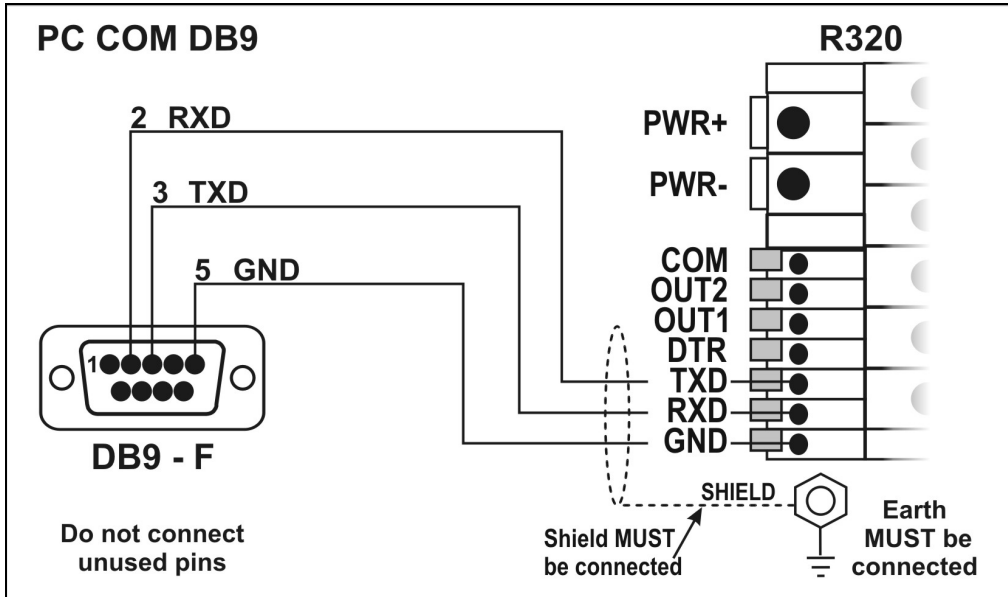 PC COM DB9
R320
2 RXD
3 TXD
5 GND
PWR+
PWR-
COM
OUT2
OUT1
DTR
TXD
RXD
GND
1
DB9 - F
SHIELD
Do not connect
unused pins
Shield MUST
be connected
Earth
MUST be
connected